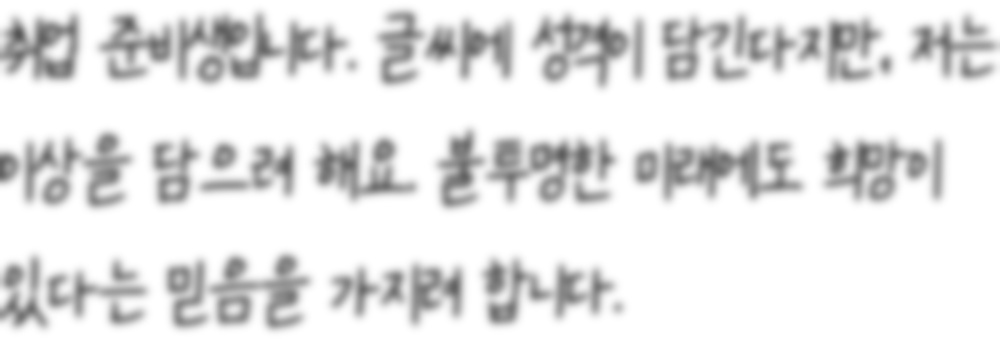 취업 준비생입니다. 글씨에 성격이 담긴다지만, 저는
이상을 담으려 해요. 불투명한 미래에도 희망이
있다는 믿음을 가지려 합니다.